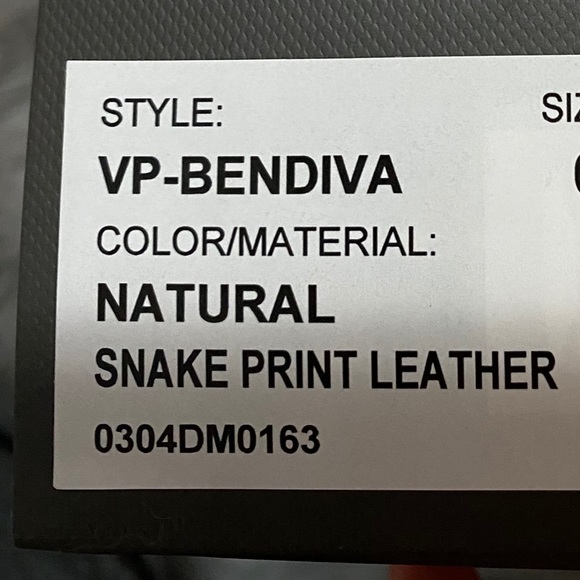 STYLE:
VP-BENDIVA
COLOR/MATERIAL:
NATURAL
SNAKE PRINT LEATHER
0304DM0163